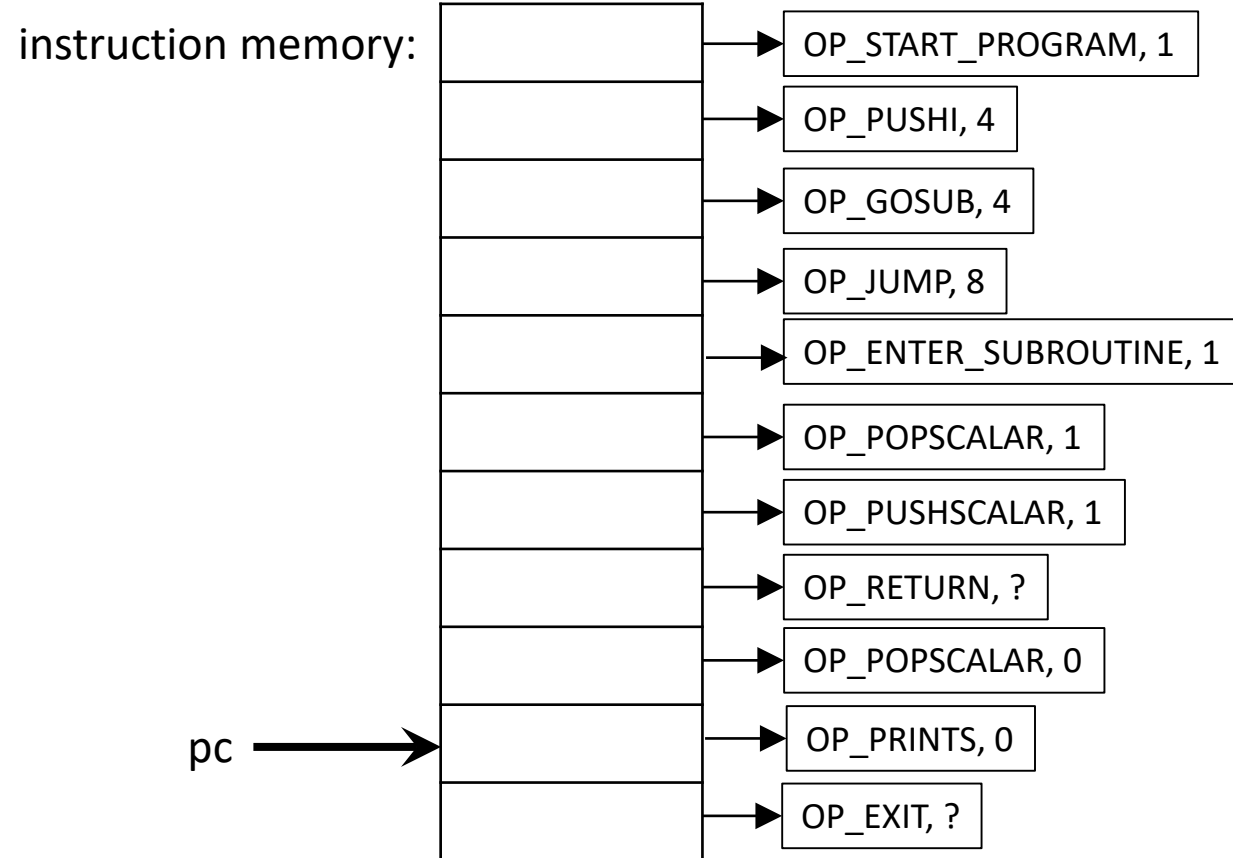 instruction memory:
OP_START_PROGRAM, 1
OP_PUSHI, 4
OP_GOSUB, 4
OP_JUMP, 8
OP_ENTER_SUBROUTINE, 1
OP_POPSCALAR, 1
OP_PUSHSCALAR, 1
OP_RETURN, ?
OP_POPSCALAR, 0
pc
OP_PRINTS, 0
OP_EXIT, ?